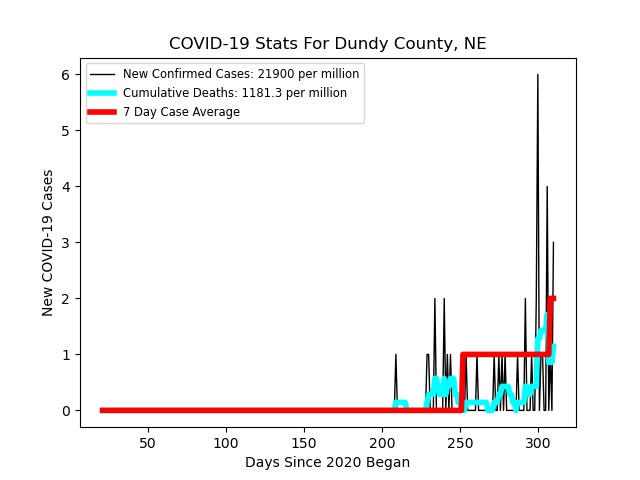 COVID-19 Stats For Dundy County, NE
New Confirmed Cases: 21900 per million
Cumulative Deaths: 1181.3 per million
7 Day Case Average
New COVID-19 Cases
6
5
4
3
2
1
0
50 100 150 200 250 300
Days Since 2020 Began